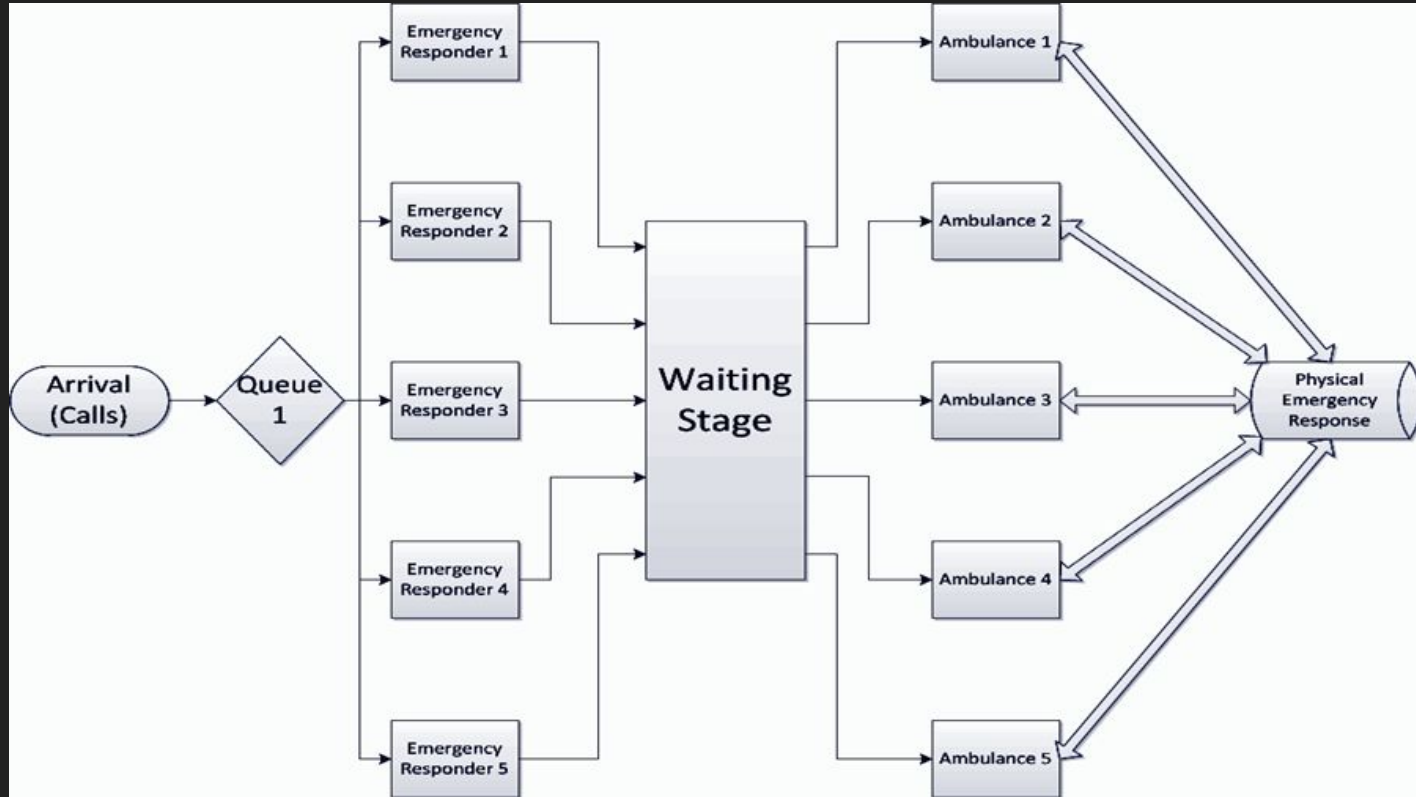 Arrival
(Calls)
Queue
1
Emergency
Responder 1
Emergency
Responder 2
Emergency
Responder 3
Emergency
Responder 4
Emergency
Responder 5
Waiting
Stage
Ambulance 1
Ambulance 2
Ambulance 3
Ambulance 4
Ambulance 5
Physical
Emergency
Response